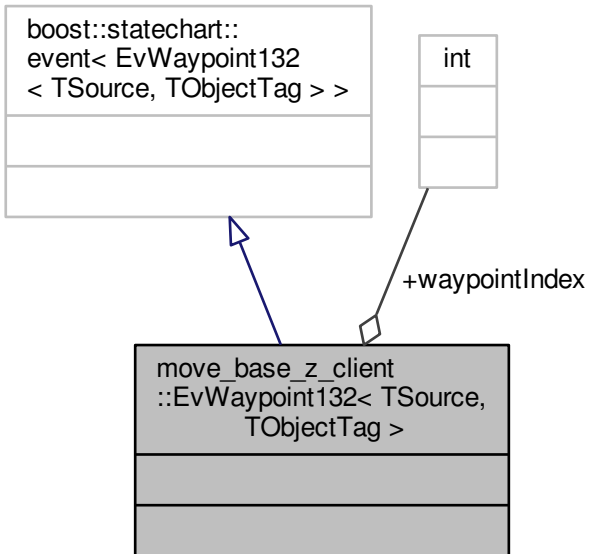 boost::statechart::
event< EvWaypoint132
< TSource, TObjectTag > >
int
+waypointIndex
move_base_z_client
::EvWaypoint132< TSource,
TObjectTag >